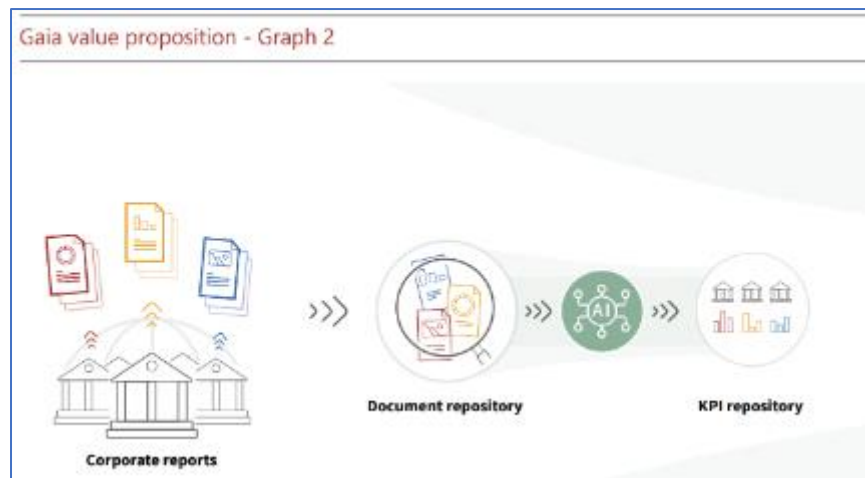 Gaia value proposition - Graph 2
AI
Document repository
KPI repository
Corporate reports